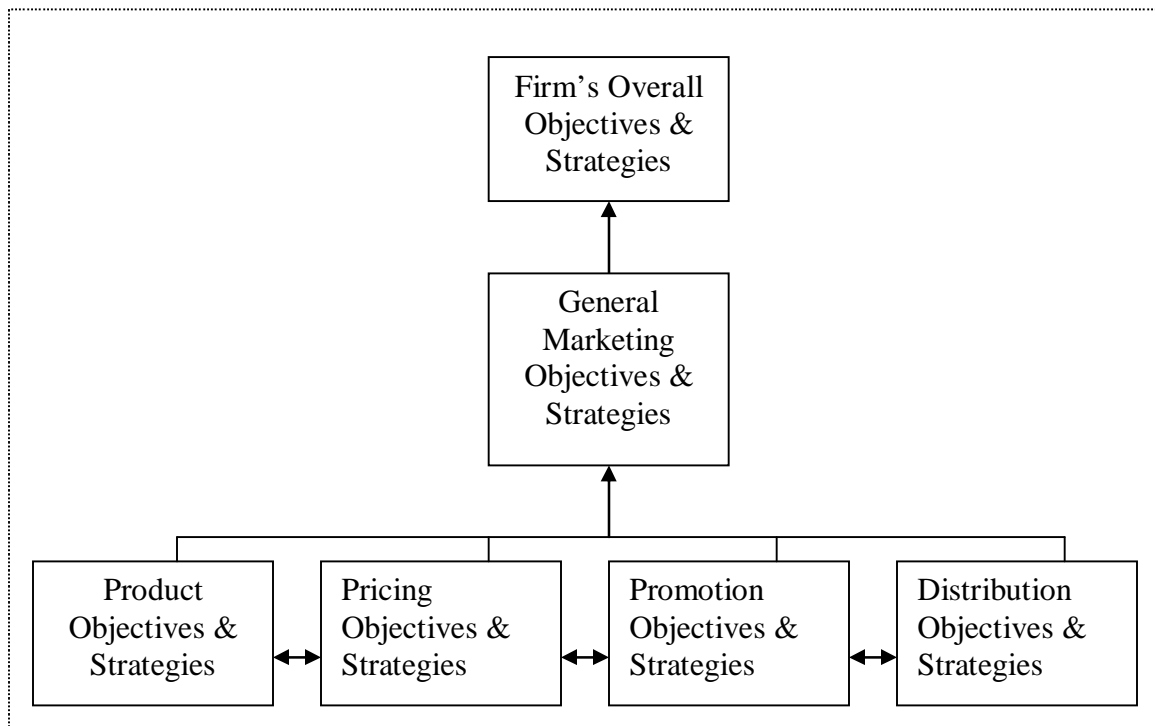 Firm’s Overall
Objectives &
Strategies
General
Marketing
Objectives &
Strategies
Product
Objectives &
Strategies
Pricing
Objectives &
Strategies
Promotion
Objectives &
Strategies
Distribution
Objectives &
Strategies